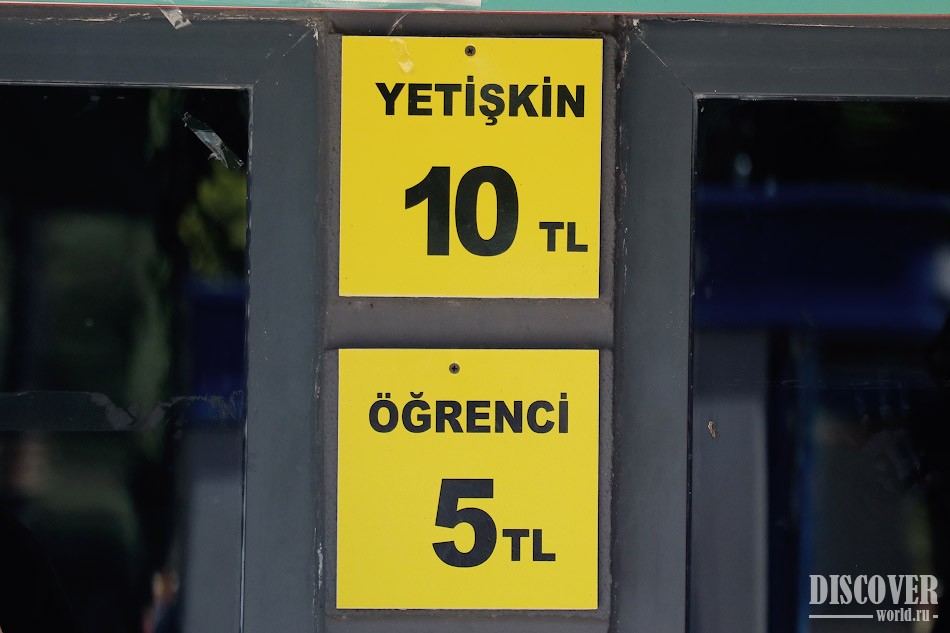 YETİŞKİN
10 TL
ÖĞRENCİ
5 TL
DISCOVER
world.ru